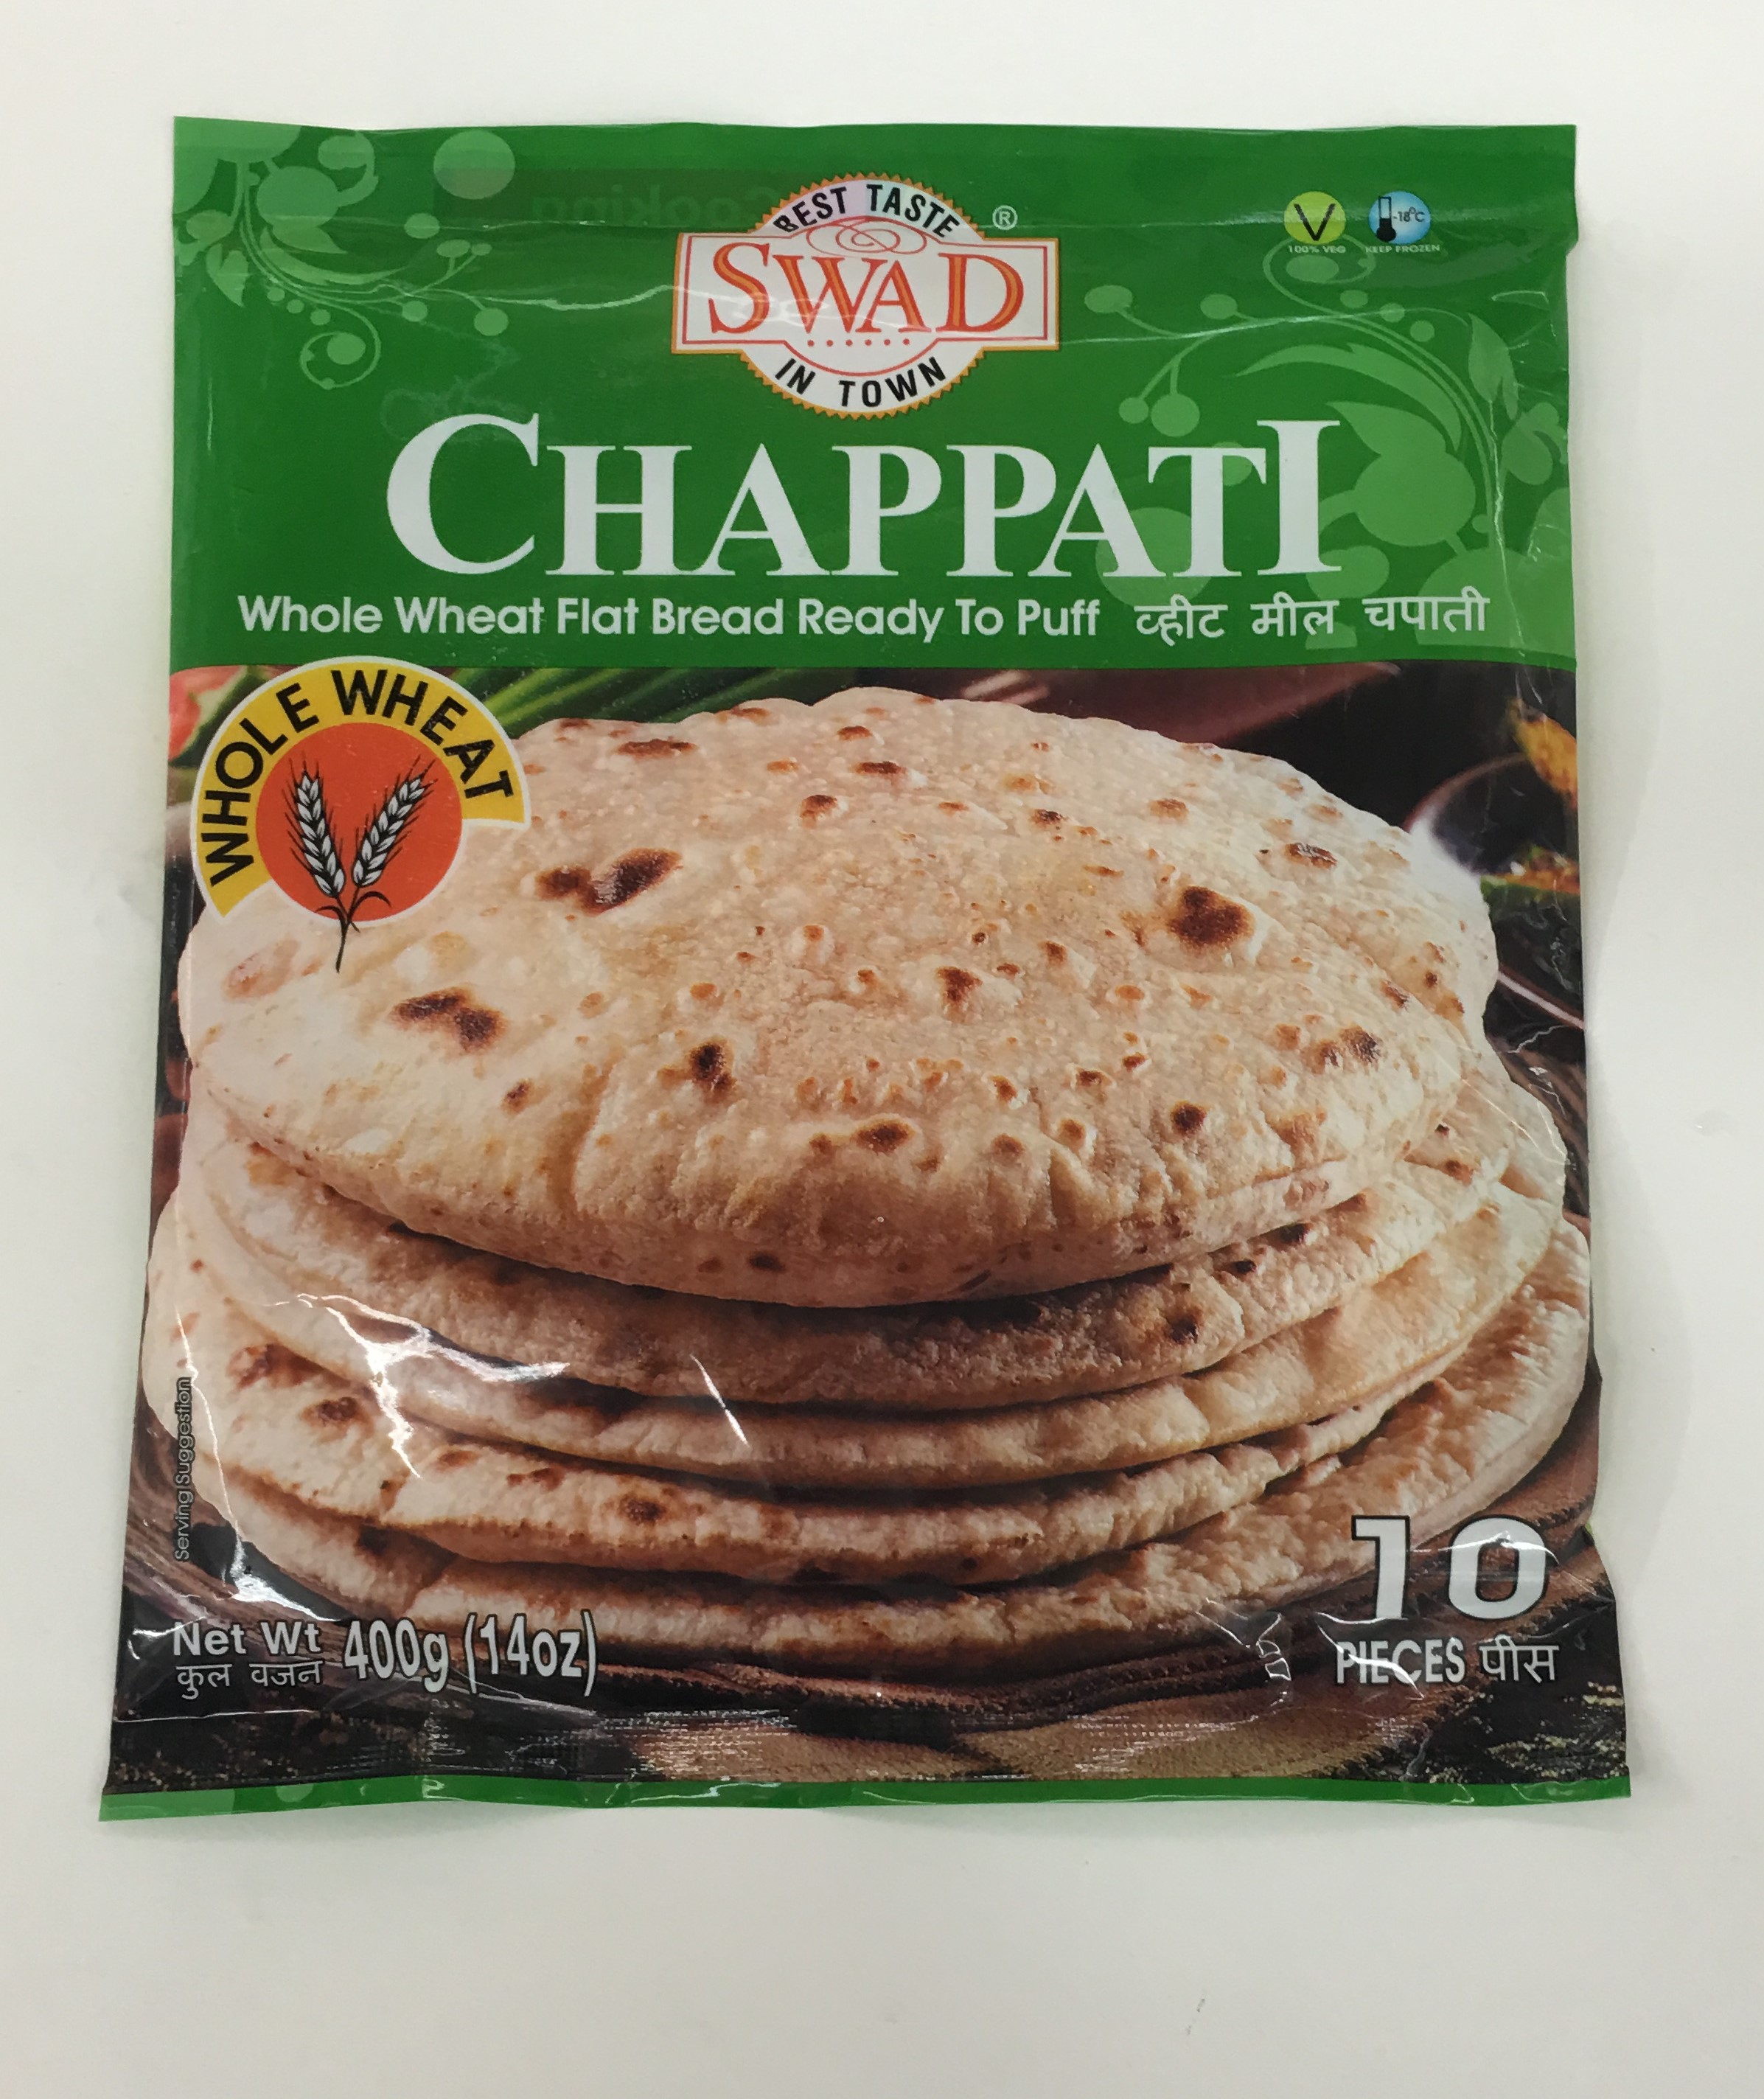 BEST TASTE
SWAD ®
IN TOWN
100% VEG
-18°C
KEEP FROZEN
CHAPPATI
Whole Wheat Flat Bread Ready To Puff व्हीट मील चपाती
WHOLE WHEAT
Serving Suggestion
Net Wt 400g (14oz)
कुल वजन
10
PIECES पीस